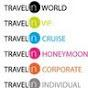 TRAVEL n WORLD
TRAVEL n VIP
TRAVEL n CRUISE
TRAVEL n HONEYMOON
TRAVEL n CORPORATE
TRAVEL n INDIVIDUAL